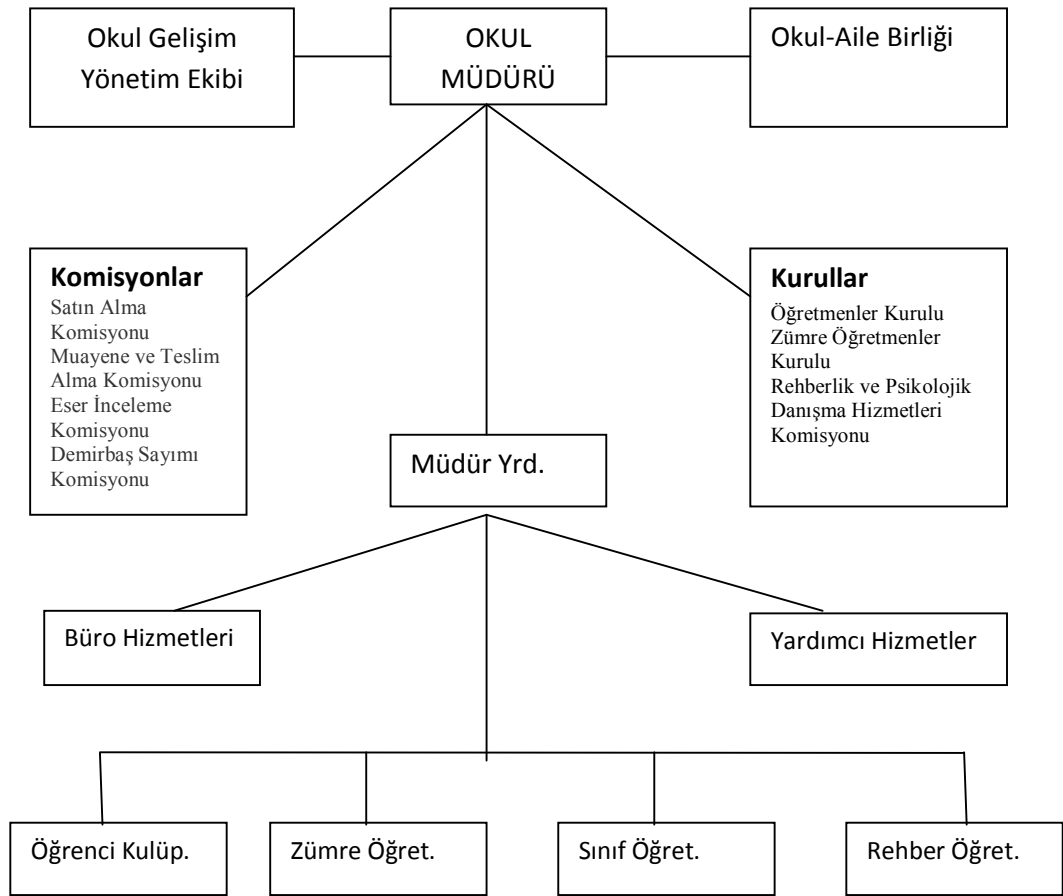 Okul Gelişim
Yönetim Ekibi
OKUL
MÜDÜRÜ
Okul-Aile Birliği
Komisyonlar
Satın Alma
Komisyonu
Muayene ve Teslim
Alma Komisyonu
Eser İnceleme
Komisyonu
Demirbaş Sayımı
Komisyonu
Kurullar
Öğretmenler Kurulu
Zümre Öğretmenler
Kurulu
Rehberlik ve Psikolojik
Danışma Hizmetleri
Komisyonu
Müdür Yrd.
Büro Hizmetleri
Yardımcı Hizmetler
Öğrenci Kulüp.
Zümre Öğret.
Sınıf Öğret.
Rehber Öğret.